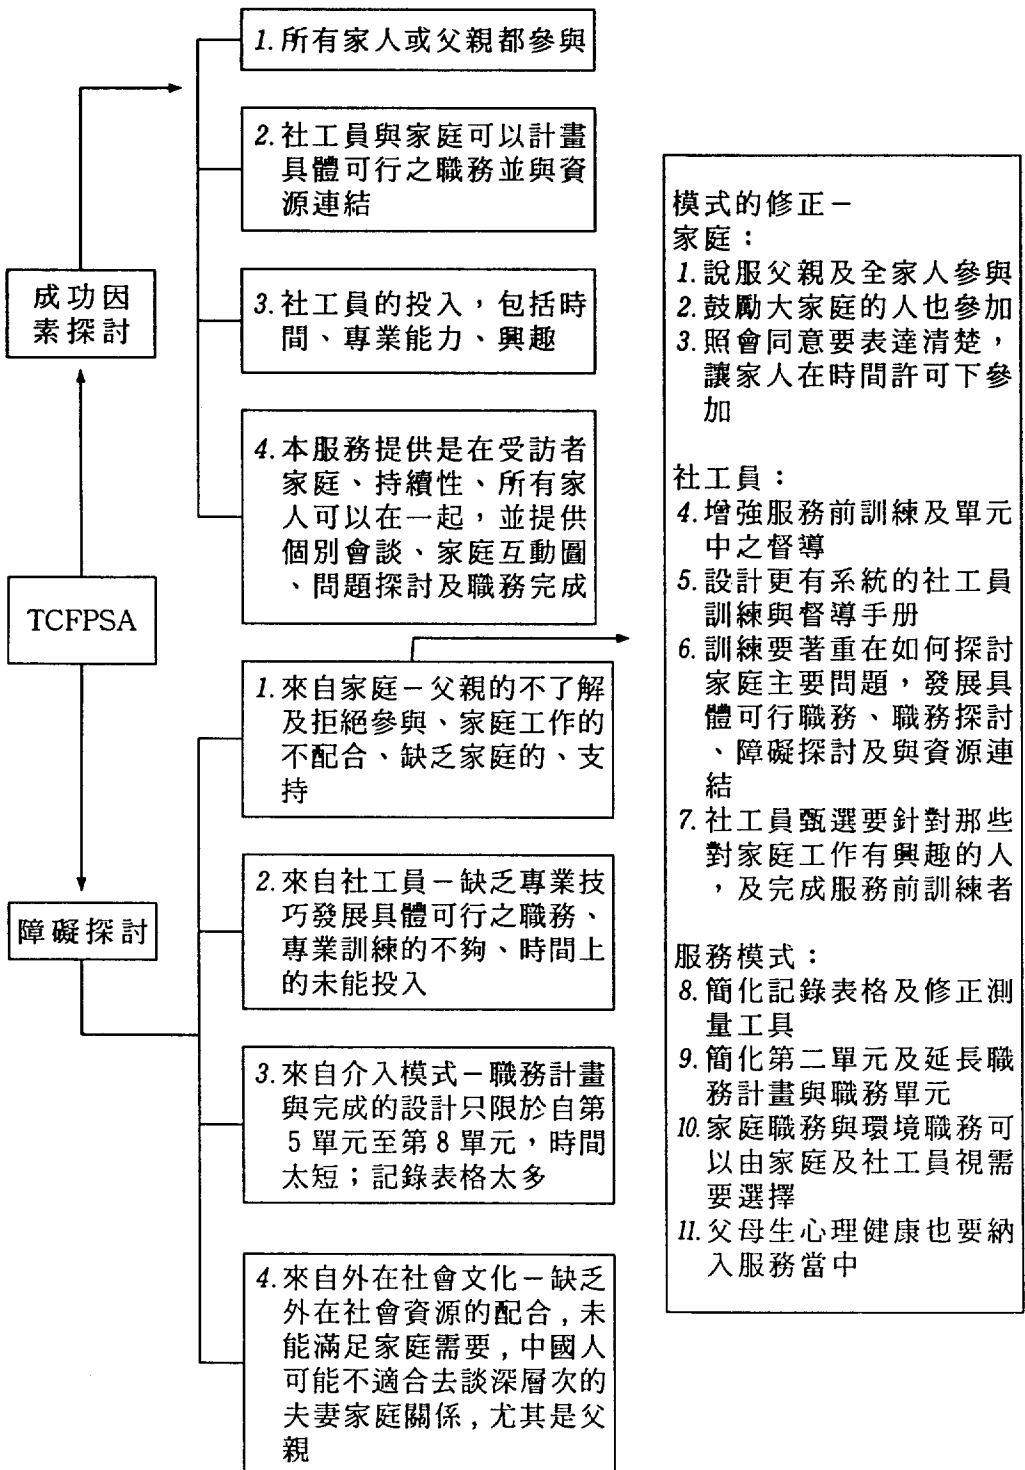 1.所有家人或父親都參與
2.社工員與家庭可以計畫
具體可行之職務並與資
源連結
成功因
素探討
3.社工員的投入，包括時
間、專業能力、興趣
4.本服務提供是在受訪者
家庭、持續性、所有家
人可以在一起，並提供
個別會談、家庭互動圖
、問題探討及職務完成
TCFPSA
1.來自家庭－父親的不了解
及拒絕參與、家庭工作的
不配合、缺乏家庭的、支
持
障礙探討
2.來自社工員－缺乏專業技
巧發展具體可行之職務、
專業訓練的不夠、時間上
的未能投入
3.來自介入模式－職務計畫
與完成的設計只限於自第
5單元至第8單元，時間
太短；記錄表格太多
4.來自外在社會文化－缺乏
外在社會資源的配合，未
能滿足家庭需要，中國人
可能不適合去談深層次的
夫妻家庭關係，尤其是父
親
模式的修正－
家庭：
1.說服父親及全家人參與
2.鼓勵大家庭的人也參加
3.照會同意要表達清楚，
讓家人在時間許可下參
加
社工員：
4.增強服務前訓練及單元
中之督導
5.設計更有系統的社工員
訓練與督導手册
6.訓練要著重在如何探討
家庭主要問題，發展具
體可行職務、職務探討
、障礙探討及與資源連
結
7.社工員甄選要針對那些
對家庭工作有興趣的人
，及完成服務前訓練者
服務模式：
8.簡化記錄表格及修正測
量工具
9.簡化第二單元及延長職
務計畫與職務單元
10.家庭職務與環境職務可
以由家庭及社工員視需
要選擇
11.父母生心理健康也要納
入服務當中